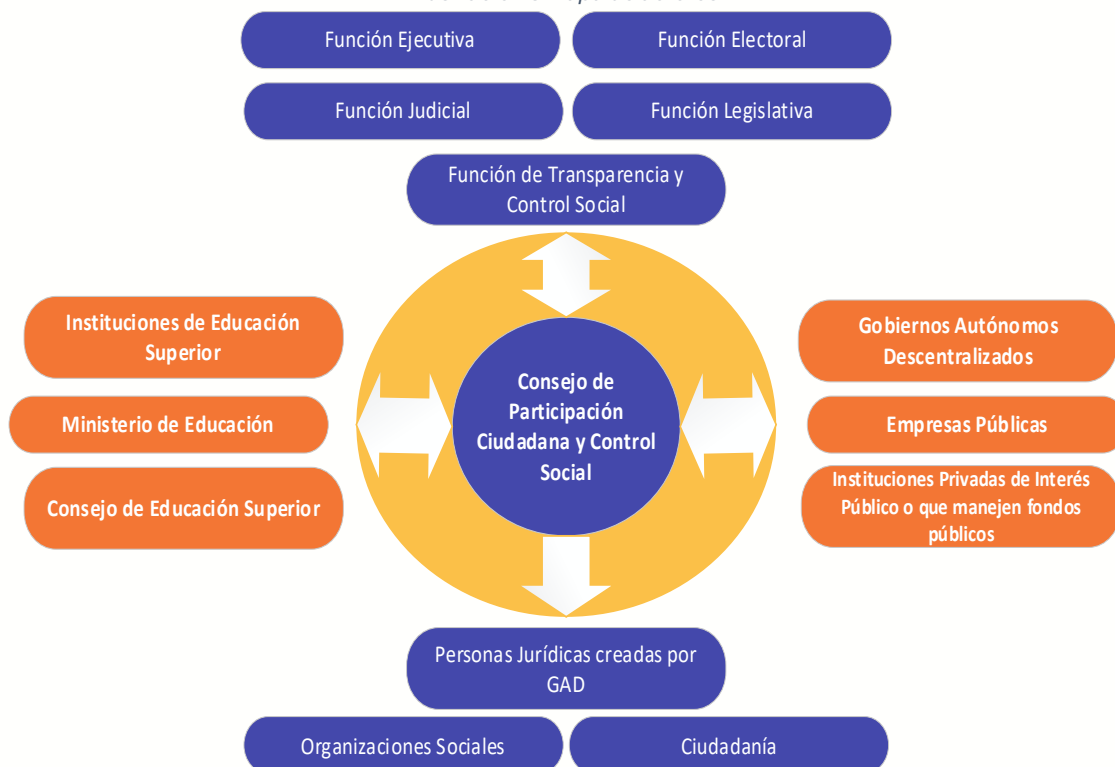 Función Ejecutiva
Función Electoral
Función Judicial
Función Legislativa
Función de Transparencia y
Control Social
Instituciones de Educación
Superior
Ministerio de Educación
Consejo de Educación Superior
Consejo de
Participación
Ciudadana y Control
Social
Gobiernos Autónomos
Descentralizados
Empresas Públicas
Instituciones Privadas de Interés
Público o que manejen fondos
públicos
Personas Jurídicas creadas por
GAD
Organizaciones Sociales
Ciudadanía